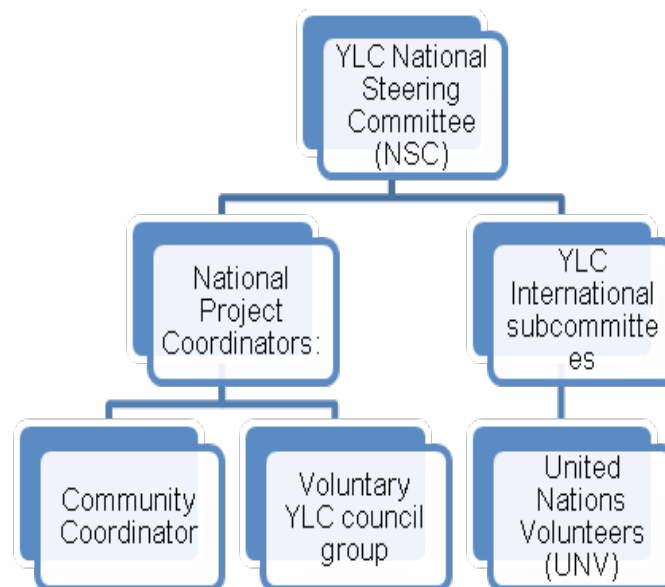 YLC National
Steering
Committee
(NSC)
National
Project
Coordinators:
YLC
International
subcommitte
es
Community
Coordinator
Voluntary
YLC council
group
United
Nations
Volunteers
(UNV)